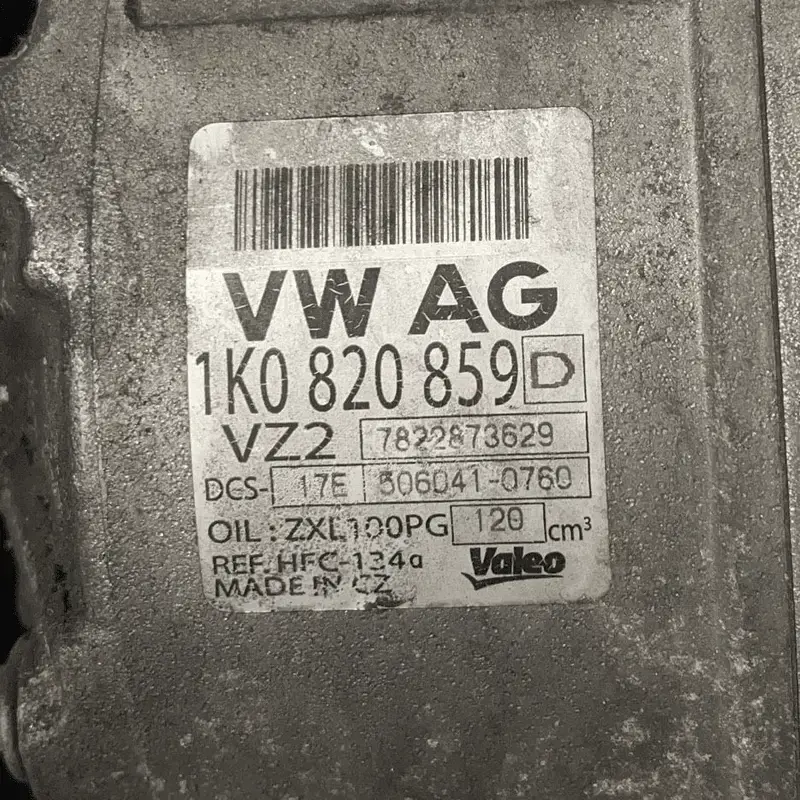 VW AG
1K0 820 859 D
VZ2 7822873629
DCS- 17E 506041-0760
OIL : ZXL100PG 120 cm³
REF. HFC-134a Valeo
MADE IN CZ